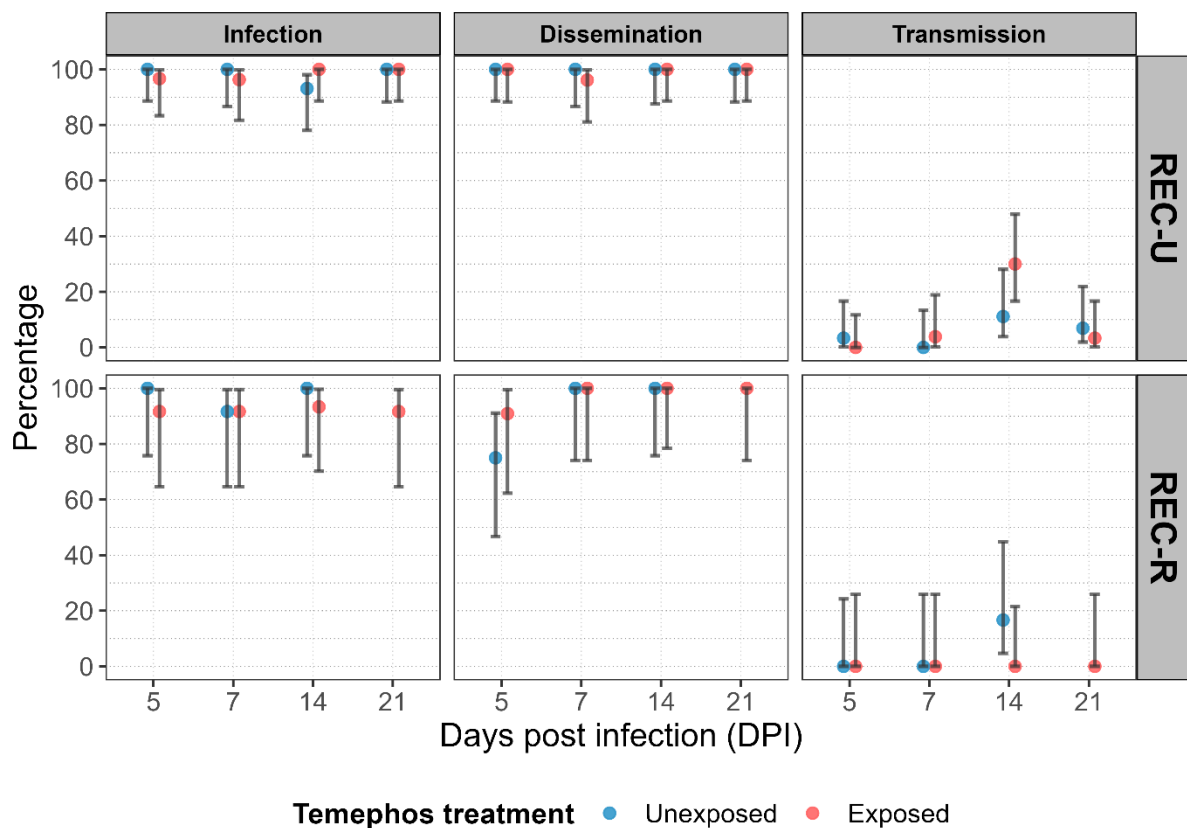 Infection Dissemination Transmission
100
80
60
40
20
0
REC-U
Percentage
100
80
60
40
20
0
REC-R
5 7 14 21 5 7 14 21 5 7 14 21
Days post infection (DPI)
Temephos treatment Unexposed Exposed